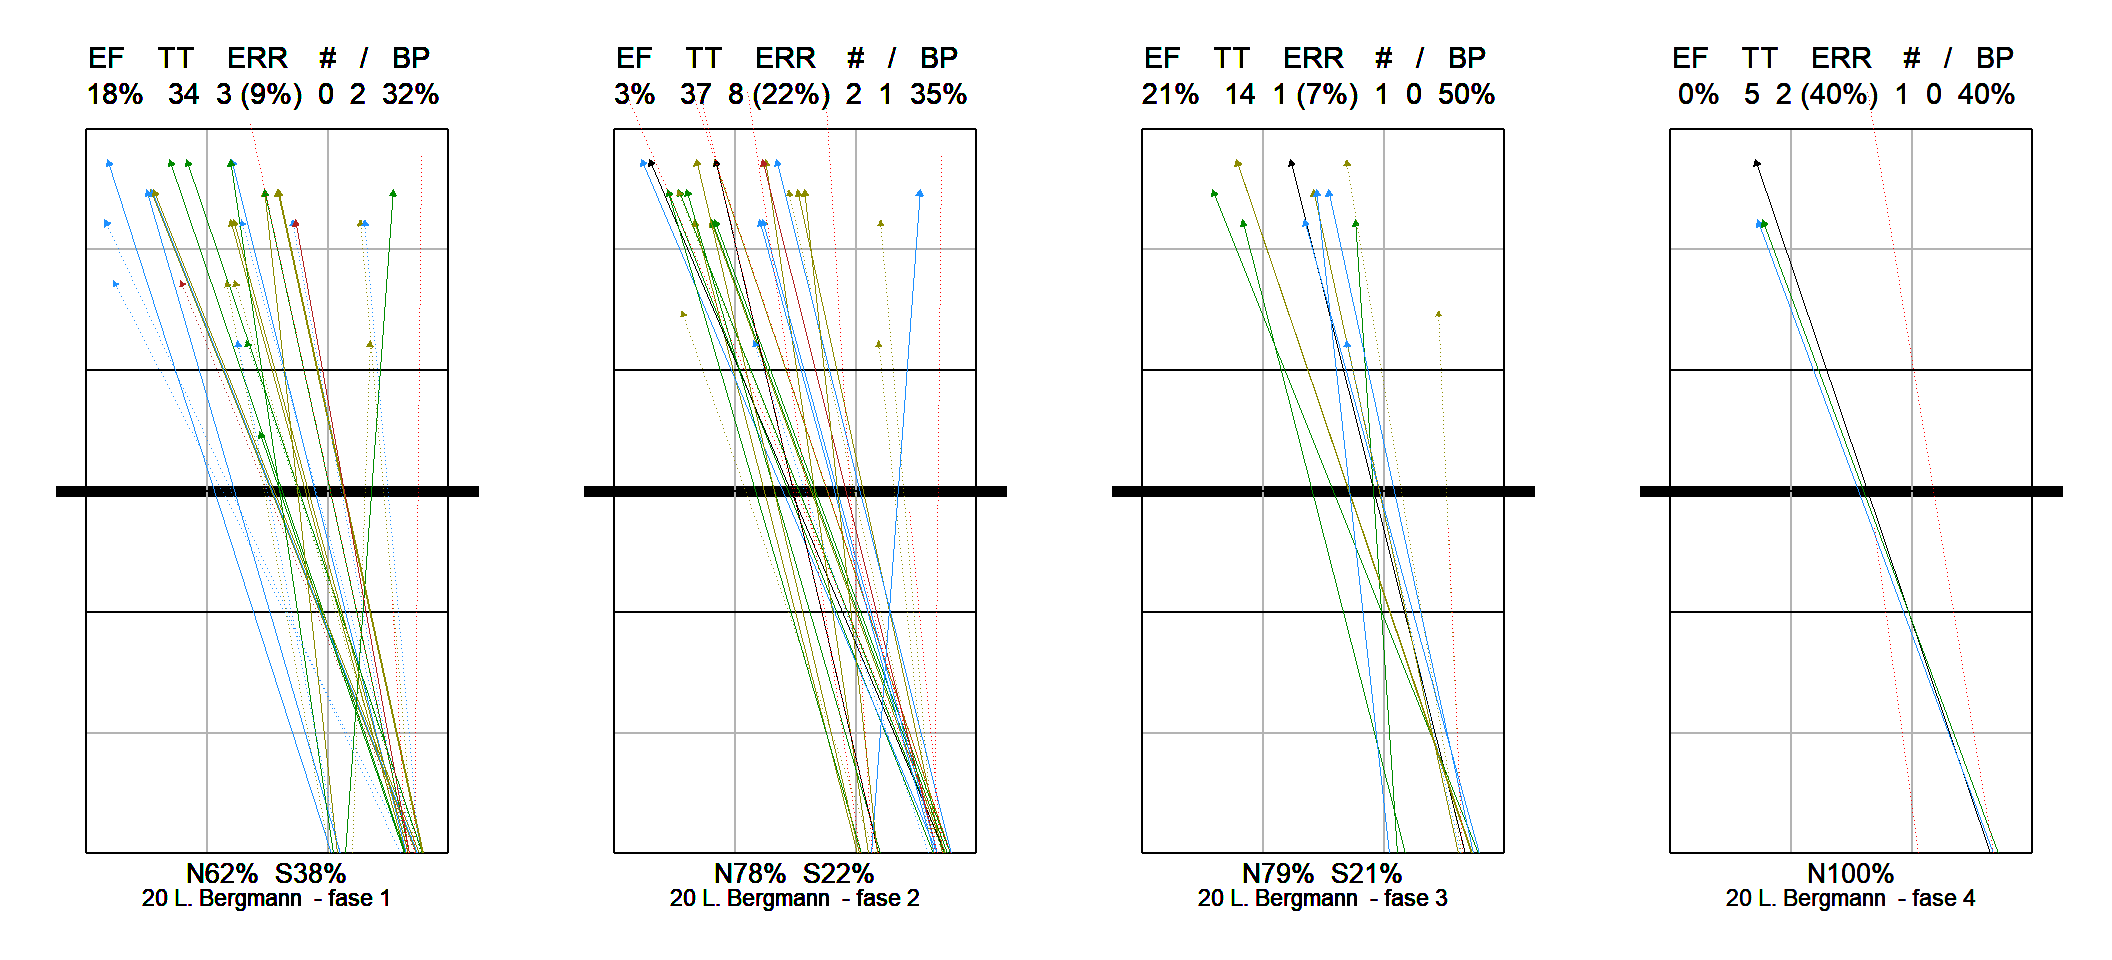 EF TT ERR # / BP
18% 34 3 (9%) 0 2 32%
N62% S38%
20 L. Bergmann - fase 1
EF TT ERR # / BP
3% 37 8 (22%) 2 1 35%
N78% S22%
20 L. Bergmann - fase 2
EF TT ERR # / BP
21% 14 1 (7%) 1 0 50%
N79% S21%
20 L. Bergmann - fase 3
EF TT ERR # / BP
0% 5 2 (40%) 1 0 40%
N100%
20 L. Bergmann - fase 4